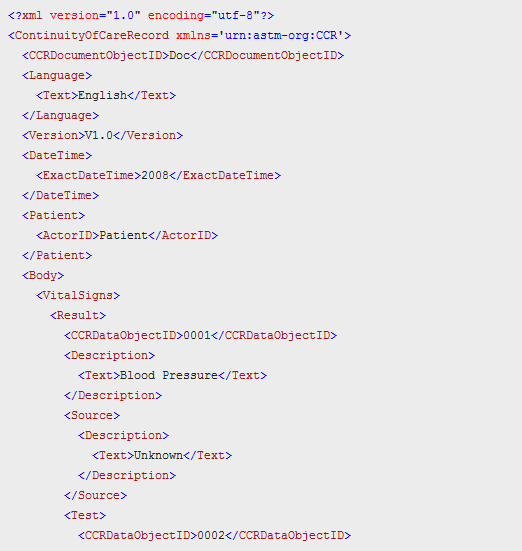 <?xml version="1.0" encoding="utf-8"?>
<ContinuityOfCareRecord xmlns='urn:astm-org:CCR'>
<CCRDocumentObjectID>Doc</CCRDocumentObjectID>
<Language>
<Text>English</Text>
</Language>
<Version>V1.0</Version>
<DateTime>
<ExactDateTime>2008</ExactDateTime>
</DateTime>
<Patient>
<ActorID>Patient</ActorID>
</Patient>
<Body>
<VitalSigns>
<Result>
<CCRDataObjectID>0001</CCRDataObjectID>
<Description>
<Text>Blood Pressure</Text>
</Description>
<Source>
<Description>
<Text>Unknown</Text>
</Description>
</Source>
<Test>
<CCRDataObjectID>0002</CCRDataObjectID>